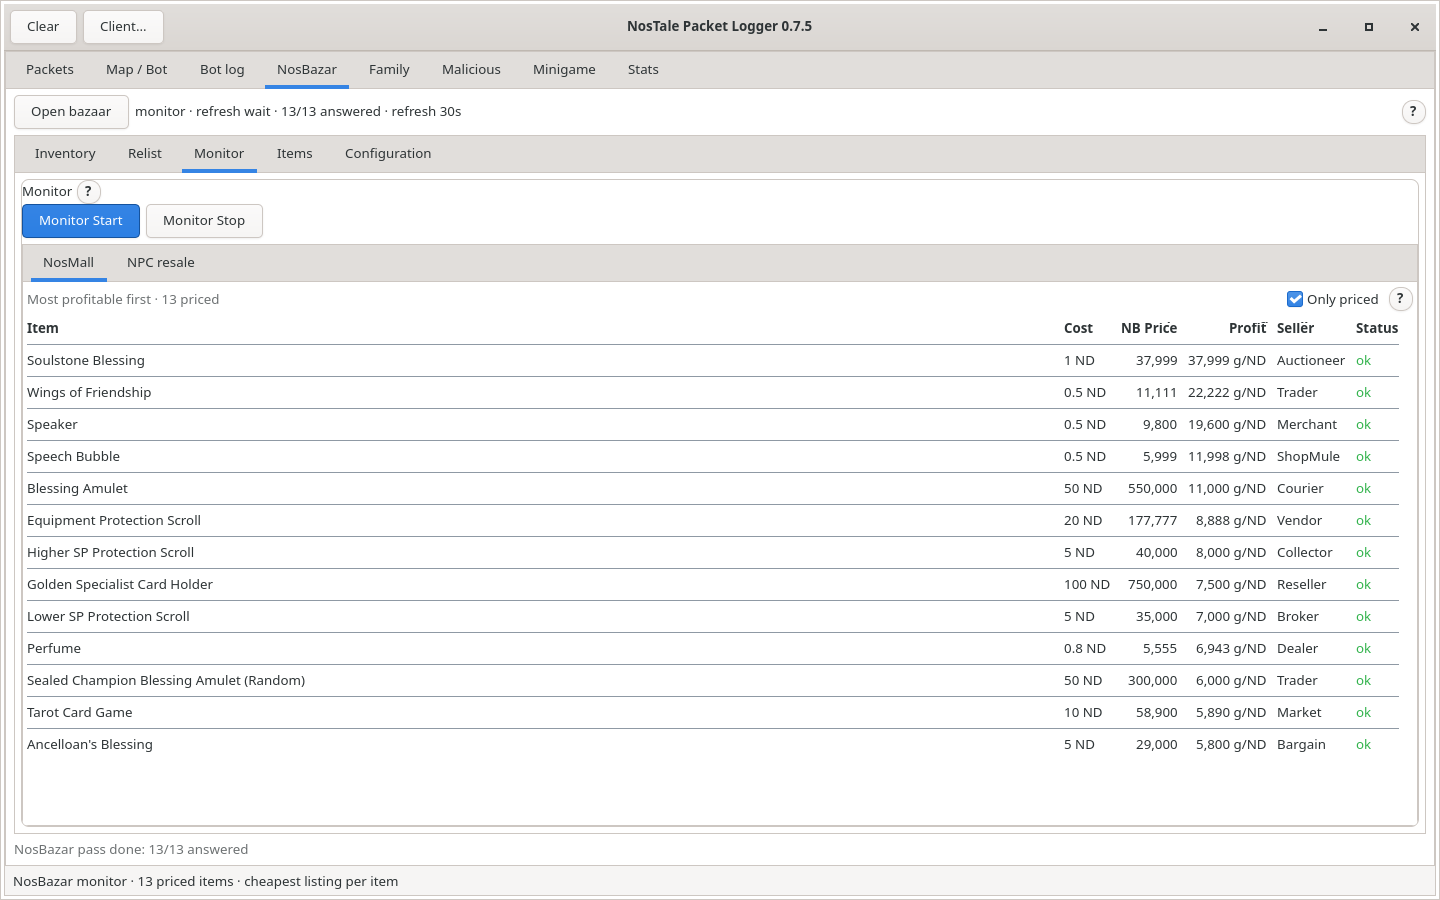 Clear Client... NosTale Packet Logger 0.7.5
Packets Map / Bot Bot log NosBazar Family Malicious Minigame Stats
Open bazaar monitor · refresh wait · 13/13 answered · refresh 30s ?
Inventory Relist Monitor Items Configuration
Monitor ?
Monitor Start Monitor Stop
NosMall NPC resale
Most profitable first · 13 priced Only priced ?
Item Cost NB Price Profit Seller Status
Soulstone Blessing 1 ND 37,999 37,999 g/ND Auctioneer ok
Wings of Friendship 0.5 ND 11,111 22,222 g/ND Trader ok
Speaker 0.5 ND 9,800 19,600 g/ND Merchant ok
Speech Bubble 0.5 ND 5,999 11,998 g/ND ShopMule ok
Blessing Amulet 50 ND 550,000 11,000 g/ND Courier ok
Equipment Protection Scroll 20 ND 177,777 8,888 g/ND Vendor ok
Higher SP Protection Scroll 5 ND 40,000 8,000 g/ND Collector ok
Golden Specialist Card Holder 100 ND 750,000 7,500 g/ND Reseller ok
Lower SP Protection Scroll 5 ND 35,000 7,000 g/ND Broker ok
Perfume 0.8 ND 5,555 6,943 g/ND Dealer ok
Sealed Champion Blessing Amulet (Random) 50 ND 300,000 6,000 g/ND Trader ok
Tarot Card Game 10 ND 58,900 5,890 g/ND Market ok
Ancelloan's Blessing 5 ND 29,000 5,800 g/ND Bargain ok
NosBazar pass done: 13/13 answered
NosBazar monitor · 13 priced items · cheapest listing per item